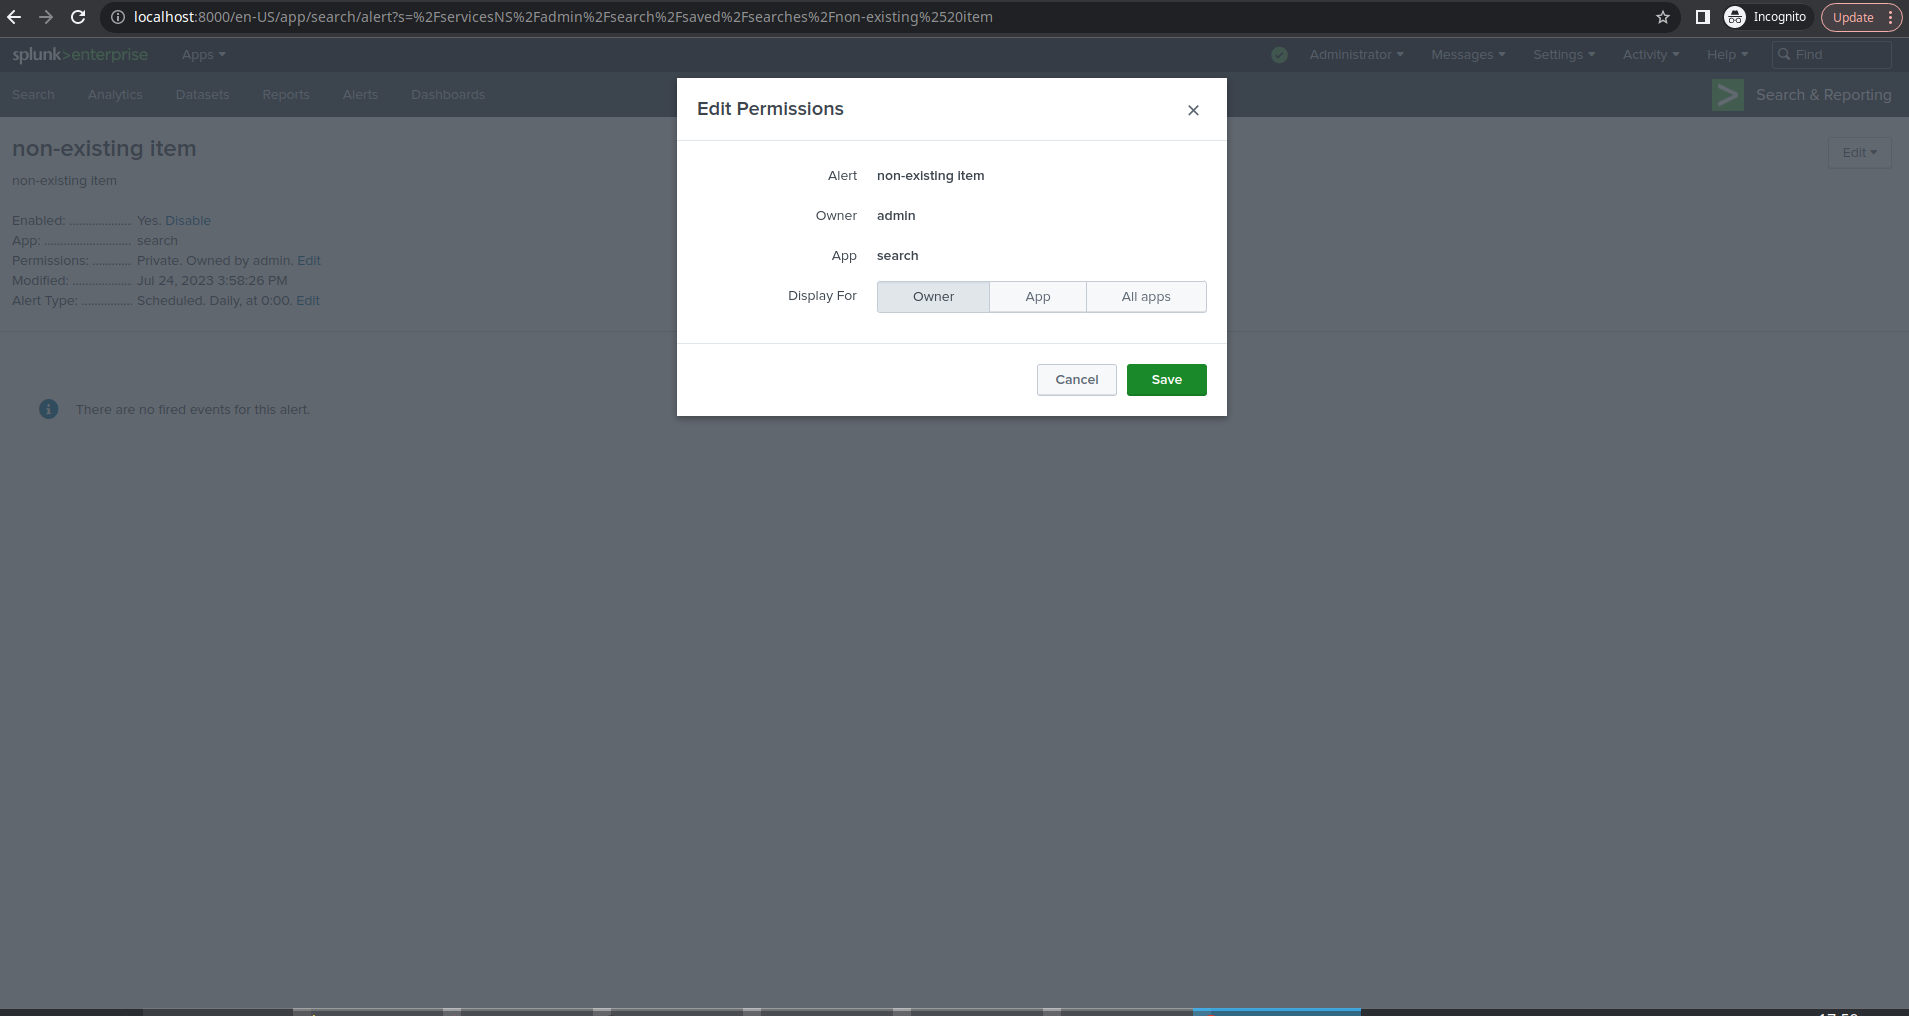 localhost:8000/en-US/app/search/alert?s=%2FservicesNS%2Fadmin%2Fsearch%2Fsaved%2Fsearches%2Fnon-existing%2520item
Incognito
Update
splunk>enterprise
Apps
Administrator
Messages
Settings
Activity
Help
Find
Search
Analytics
Datasets
Reports
Alerts
Dashboards
Search & Reporting
non-existing item
Edit
non-existing item
Enabled: ................... Yes. Disable
App: ........................... search
Permissions: ............ Private. Owned by admin. Edit
Modified: .................. Jul 24, 2023 3:58:26 PM
Alert Type: ................ Scheduled. Daily, at 0:00. Edit
There are no fired events for this alert.
Edit Permissions
Alert non-existing item
Owner admin
App search
Display For Owner App All apps
Cancel Save